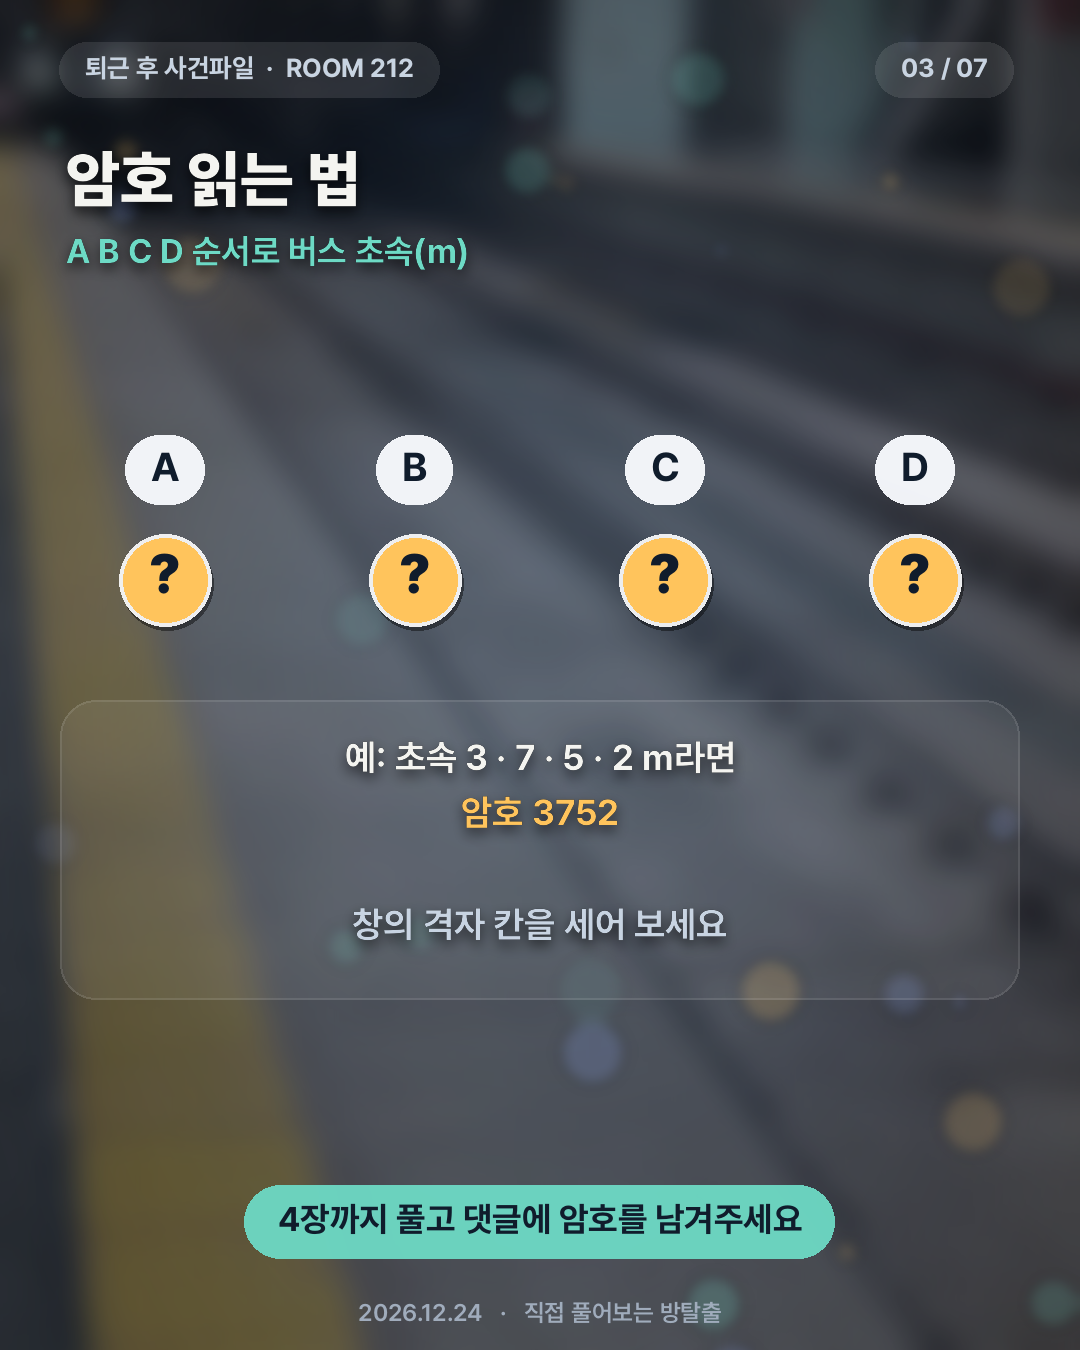 퇴근 후 사건파일 · ROOM 212
03 / 07
암호 읽는 법
A B C D 순서로 버스 초속(m)
A B C D
? ? ? ?
예: 초속 3 · 7 · 5 · 2 m라면
암호 3752
창의 격자 칸을 세어 보세요
4장까지 풀고 댓글에 암호를 남겨주세요
2026.12.24 · 직접 풀어보는 방탈출